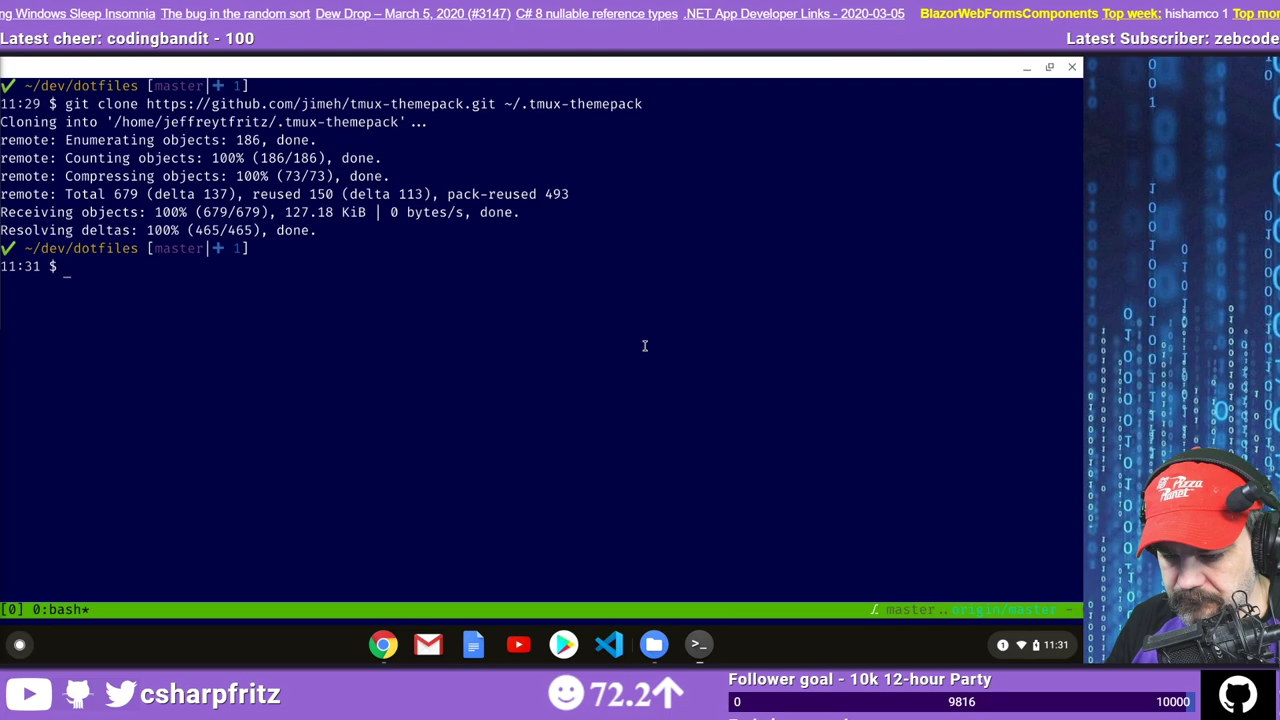 ng Windows Sleep Insomnia The bug in the random sort Dew Drop – March 5, 2020 (#3147) C# 8 nullable reference types .NET App Developer Links - 2020-03-05 BlazorWebFormsComponents Top week: hishamco 1 Top mor
Latest cheer: codingbandit - 100
Latest Subscriber: zebcode
✔ ~/dev/dotfiles [master|✚ 1]
11:29 $ git clone https://github.com/jimeh/tmux-themepack.git ~/.tmux-themepack
Cloning into '/home/jeffreytfritz/.tmux-themepack'...
remote: Enumerating objects: 186, done.
remote: Counting objects: 100% (186/186), done.
remote: Compressing objects: 100% (73/73), done.
remote: Total 679 (delta 137), reused 150 (delta 113), pack-reused 493
Receiving objects: 100% (679/679), 127.18 KiB | 0 bytes/s, done.
Resolving deltas: 100% (465/465), done.
✔ ~/dev/dotfiles [master|✚ 1]
11:31 $ _
Pizza
Planet
[0] 0:bash*
master..origin/master -
1
11:31
csharpfritz
72.2↑
Follower goal - 10k 12-hour Party
0 9816 10000